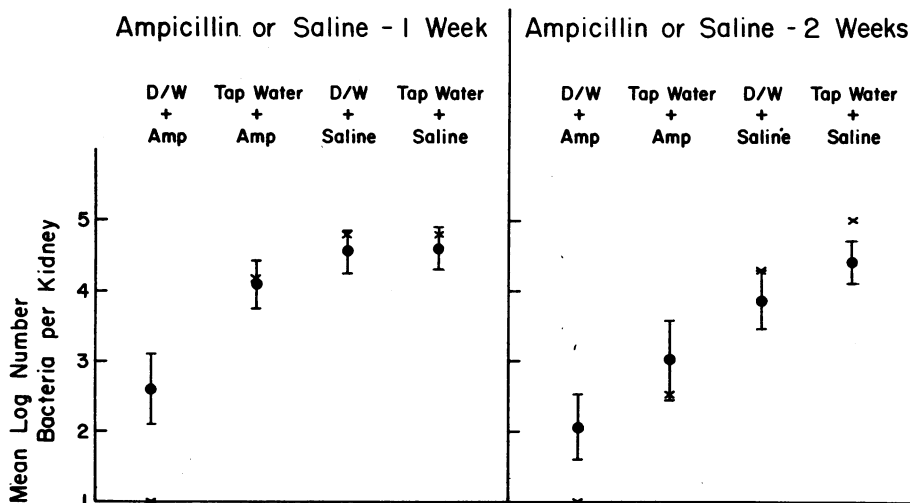 Ampicillin or Saline - 1 Week
Ampicillin or Saline - 2 Weeks
D/W
+
Amp
Tap Water
+
Amp
D/W
+
Saline
Tap Water
+
Saline
D/W
+
Amp
Tap Water
+
Amp
D/W
+
Saline
Tap Water
+
Saline
Mean Log Number
Bacteria per Kidney
5
4
3
2
1